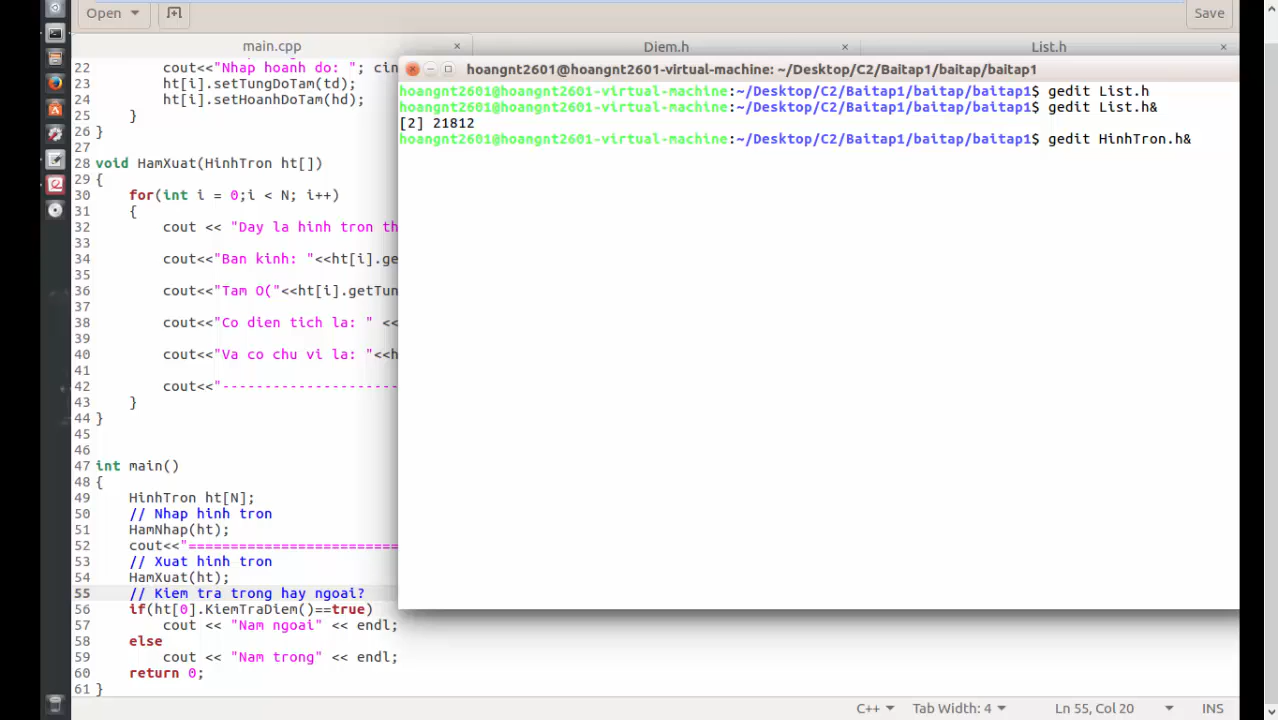 Open
Save
main.cpp
Diem.h
List.h
hoangnt2601@hoangnt2601-virtual-machine: ~/Desktop/C2/Baitap1/baitap/baitap1
hoangnt2601@hoangnt2601-virtual-machine:~/Desktop/C2/Baitap1/baitap/baitap1$ gedit List.h
hoangnt2601@hoangnt2601-virtual-machine:~/Desktop/C2/Baitap1/baitap/baitap1$ gedit List.h&
[2] 21812
hoangnt2601@hoangnt2601-virtual-machine:~/Desktop/C2/Baitap1/baitap/baitap1$ gedit HinhTron.h&
22 cout<<"Nhap hoanh do: "; cin
23 ht[i].setTungDoTam(td);
24 ht[i].setHoanhDoTam(hd);
25 }
26 }
27
28 void HamXuat(HinhTron ht[])
29 {
30 for(int i = 0;i < N; i++)
31 {
32 cout << "Day la hinh tron th
33
34 cout<<"Ban kinh: "<<ht[i].ge
35
36 cout<<"Tam O("<<ht[i].getTun
37
38 cout<<"Co dien tich la: " <<
39
40 cout<<"Va co chu vi la: "<<h
41
42 cout<<"---------------------
43 }
44 }
45
46
47 int main()
48 {
49 HinhTron ht[N];
50 // Nhap hinh tron
51 HamNhap(ht);
52 cout<<"=========================
53 // Xuat hinh tron
54 HamXuat(ht);
55 // Kiem tra trong hay ngoai?
56 if(ht[0].KiemTraDiem()==true)
57 cout << "Nam ngoai" << endl;
58 else
59 cout << "Nam trong" << endl;
60 return 0;
61 }
C++ Tab Width: 4 Ln 55, Col 20 INS